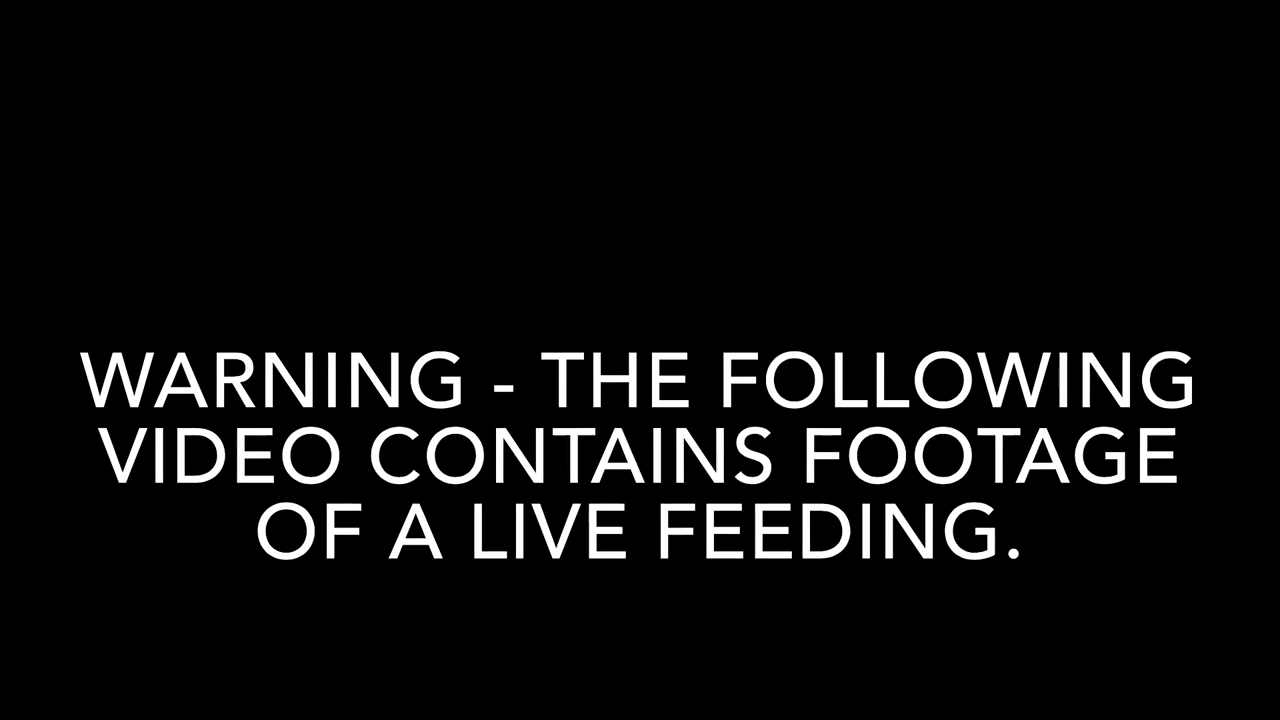 WARNING - THE FOLLOWING
VIDEO CONTAINS FOOTAGE
OF A LIVE FEEDING.